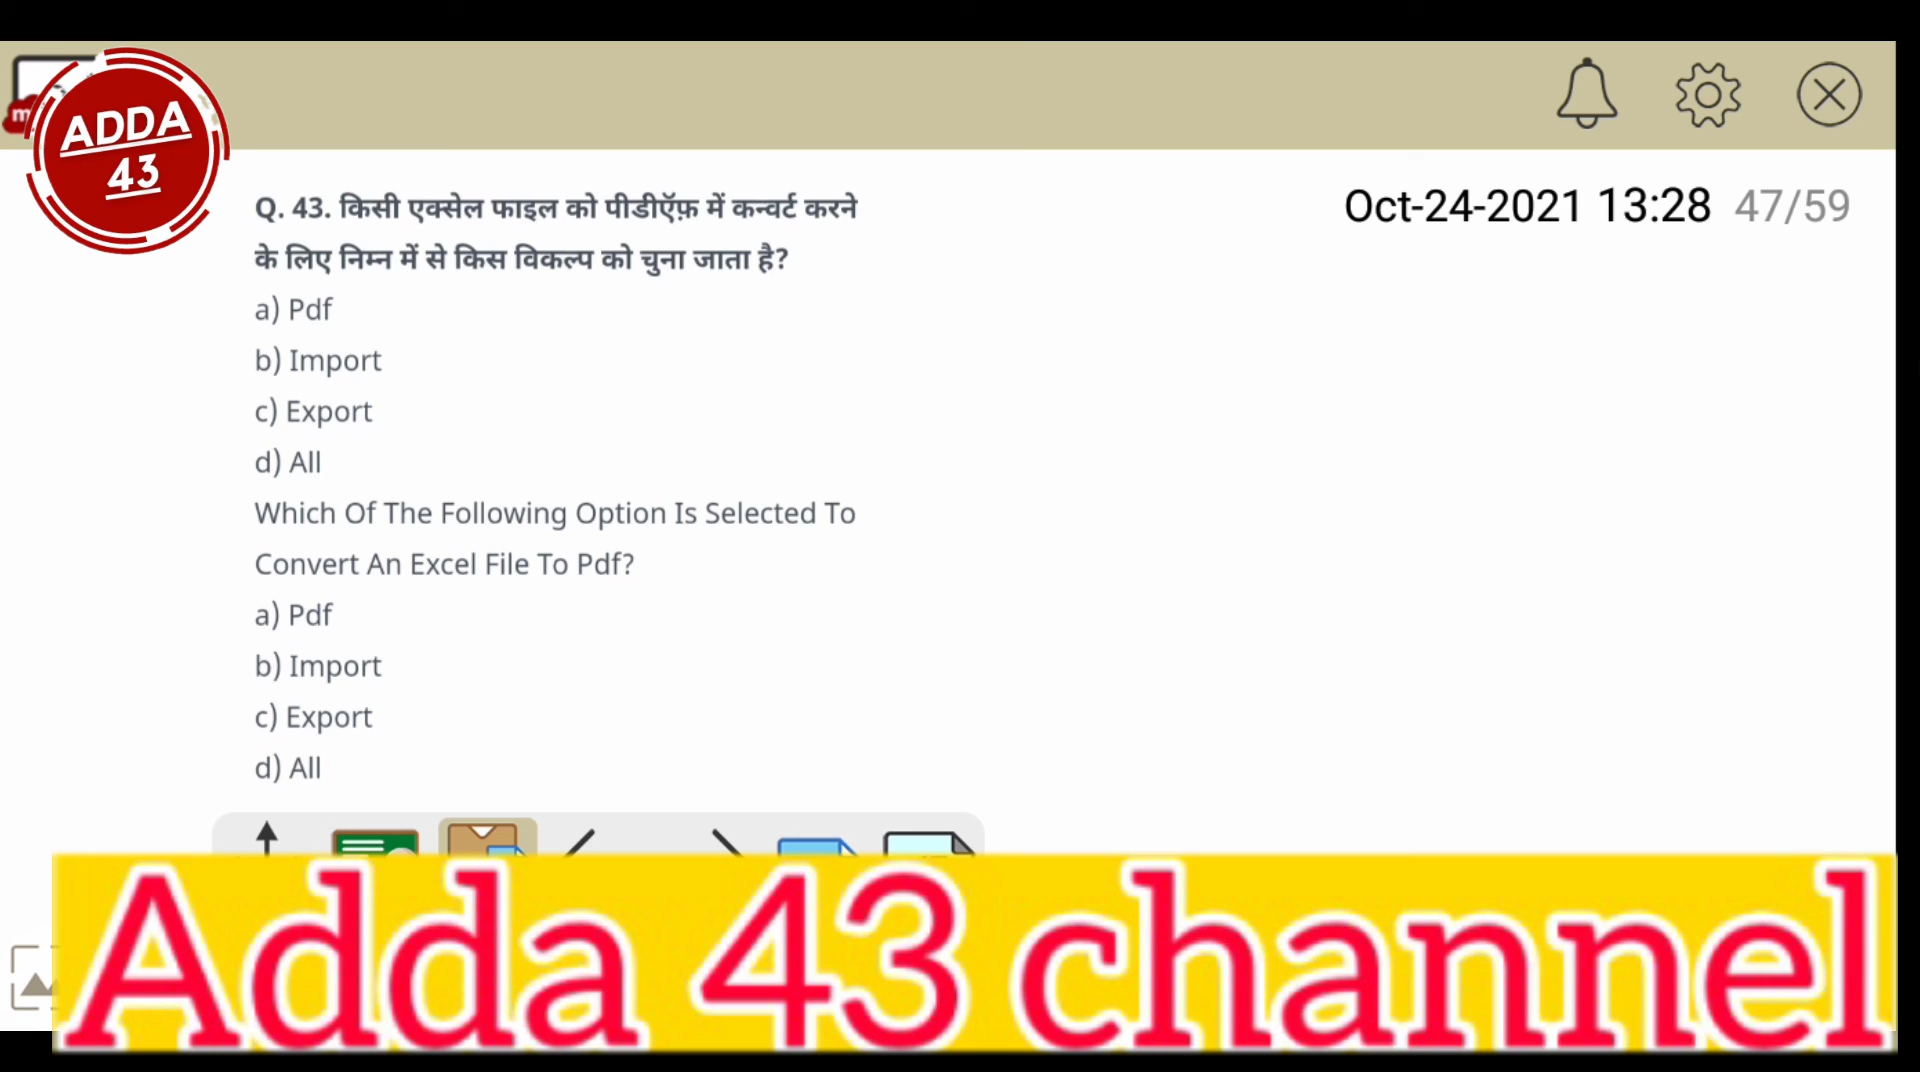 ADDA
43
Oct-24-2021 13:28 47/59
Q. 43. किसी एक्सेल फाइल को पीडीऍफ़ में कन्वर्ट करने
के लिए निम्न में से किस विकल्प को चुना जाता है?
a) Pdf
b) Import
c) Export
d) All
Which Of The Following Option Is Selected To
Convert An Excel File To Pdf?
a) Pdf
b) Import
c) Export
d) All
Adda 43 channel